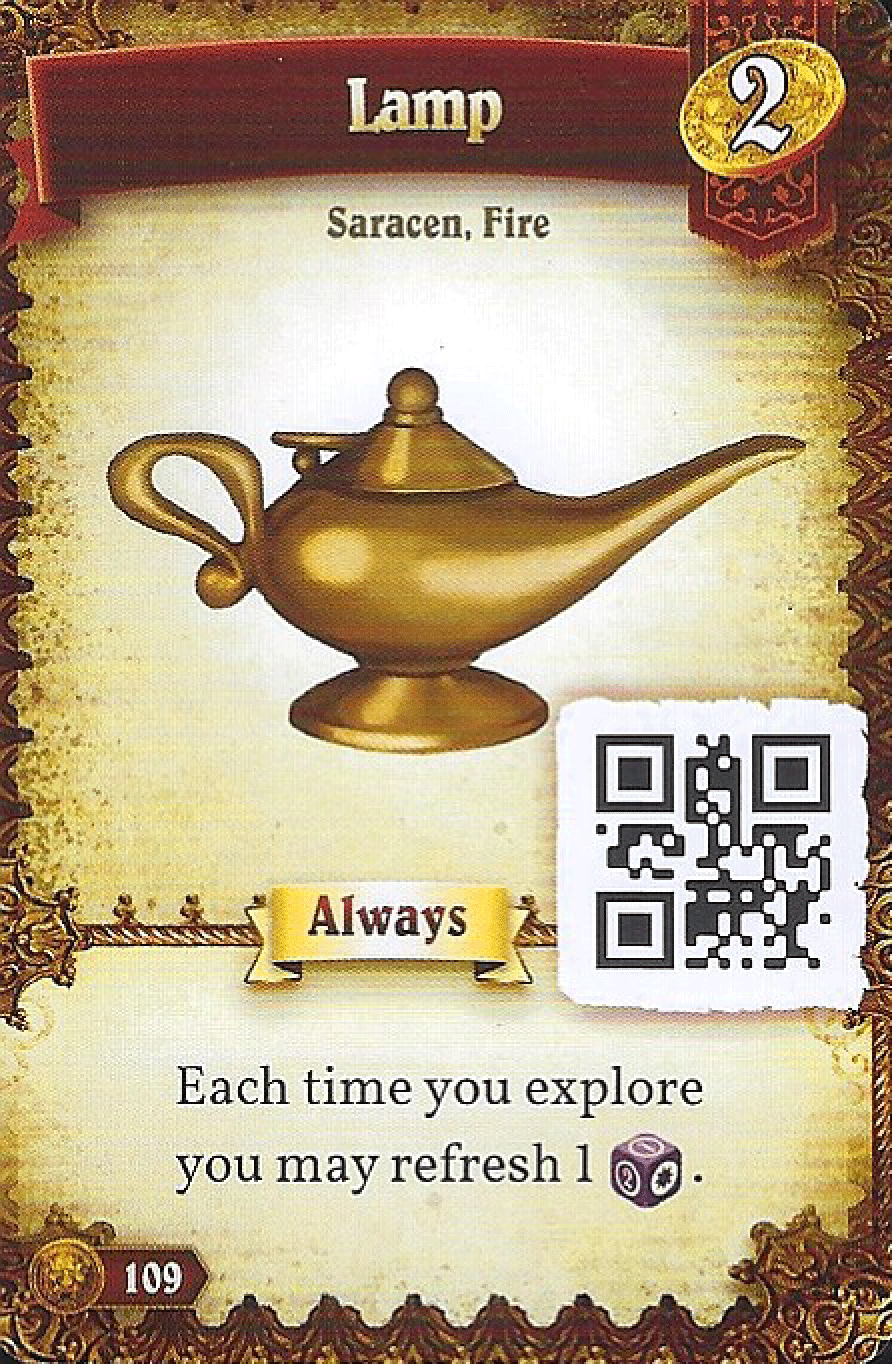 Lamp
2
Saracen, Fire
Always
Each time you explore
you may refresh 1 .
109